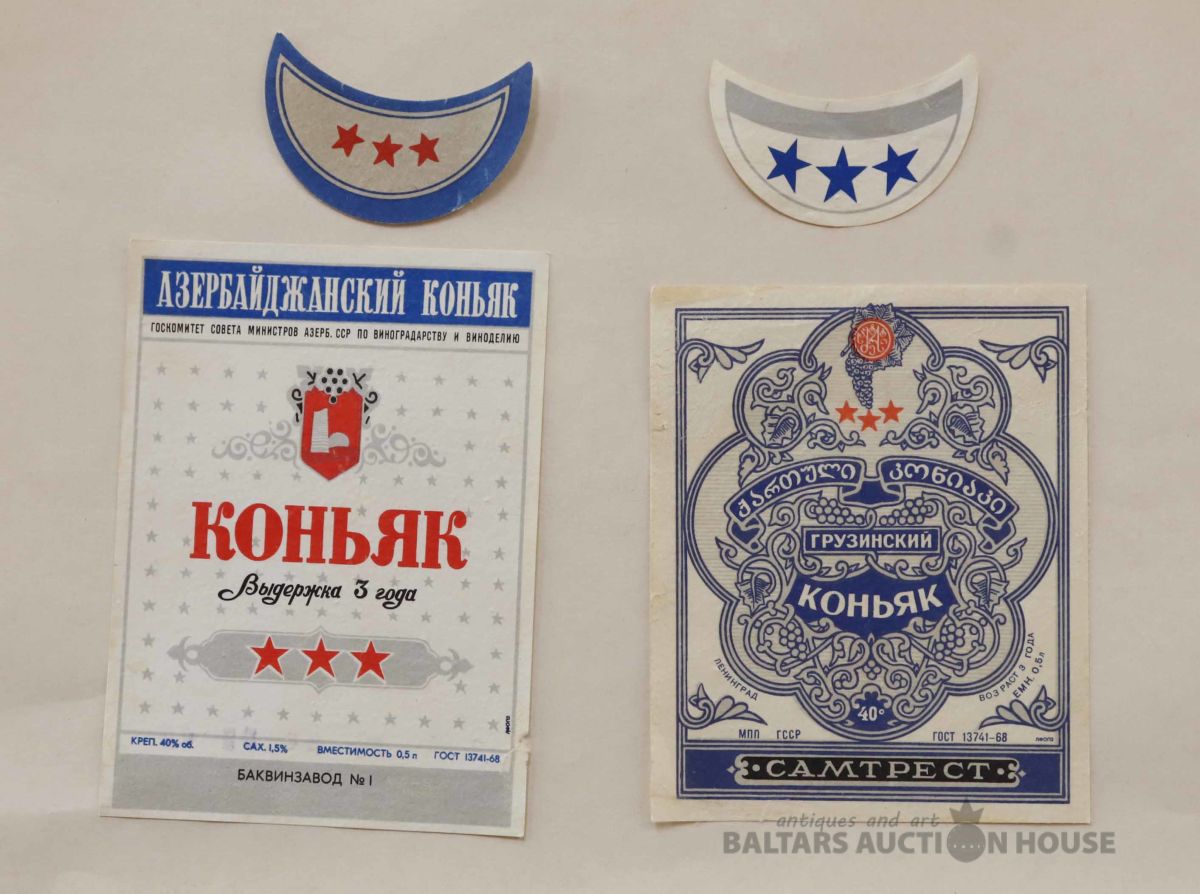 АЗЕРБАЙДЖАНСКИЙ КОНЬЯК
ГОСКОМИТЕТ СОВЕТА МИНИСТРОВ АЗЕРБ. ССР ПО ВИНОГРАДАРСТВУ И ВИНОДЕЛИЮ
КОНЬЯК
Выдержка 3 года
КРЕП. 40% об. САХ. 1,5% ВМЕСТИМОСТЬ 0,5 л ГОСТ 13741-68
БАКВИНЗАВОД № 1
ქართული კონიაკი
ГРУЗИНСКИЙ
КОНЬЯК
ЛЕНИНГРАД
ВОЗРАСТ 3 ГОДА
ЕМН. 0,5л
40°
МПП ГССР ГОСТ 13741-68
САМТРЕСТ
antiques and art
BALTARS AUCTION HOUSE